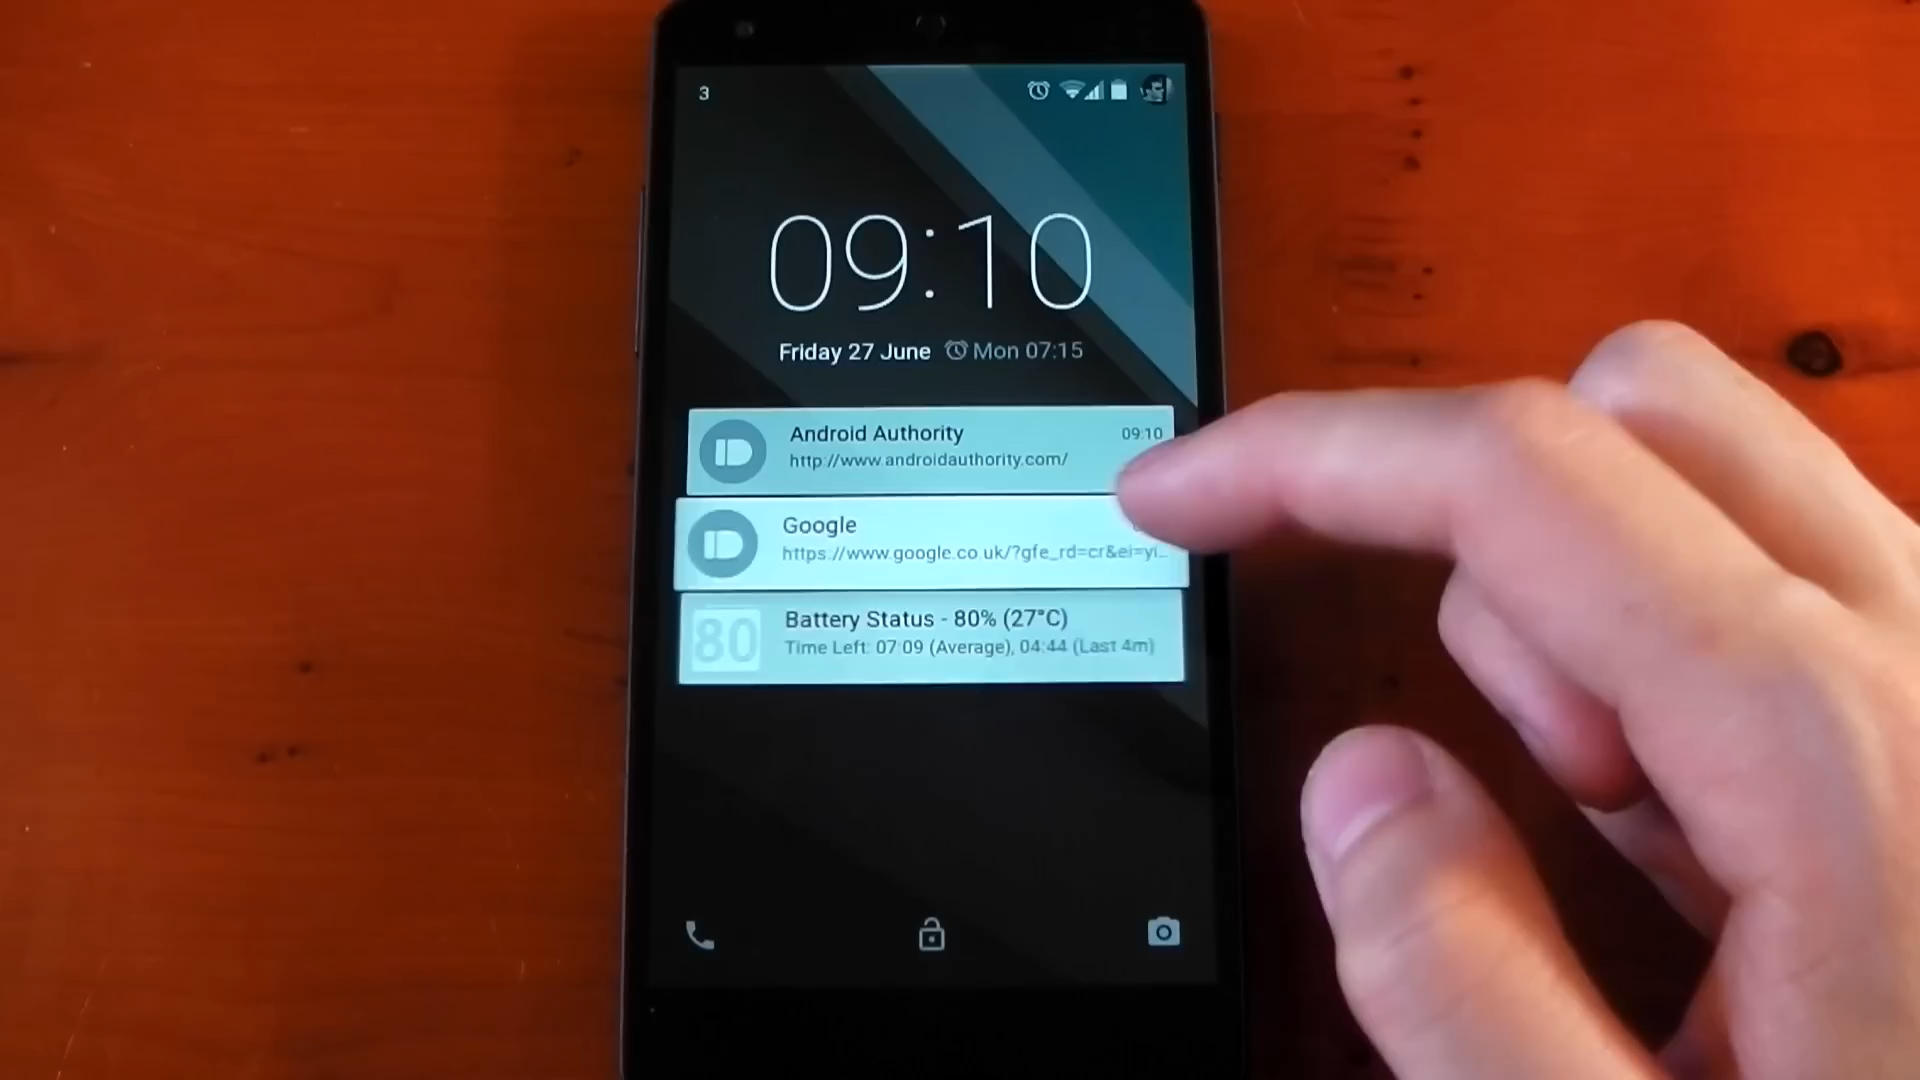 3
09:10
Friday 27 June Mon 07:15
Android Authority 09:10
http://www.androidauthority.com/
Google
https://www.google.co.uk/?gfe_rd=cr&ei=yi...
80 Battery Status - 80% (27°C)
Time Left: 07:09 (Average), 04:44 (Last 4m)